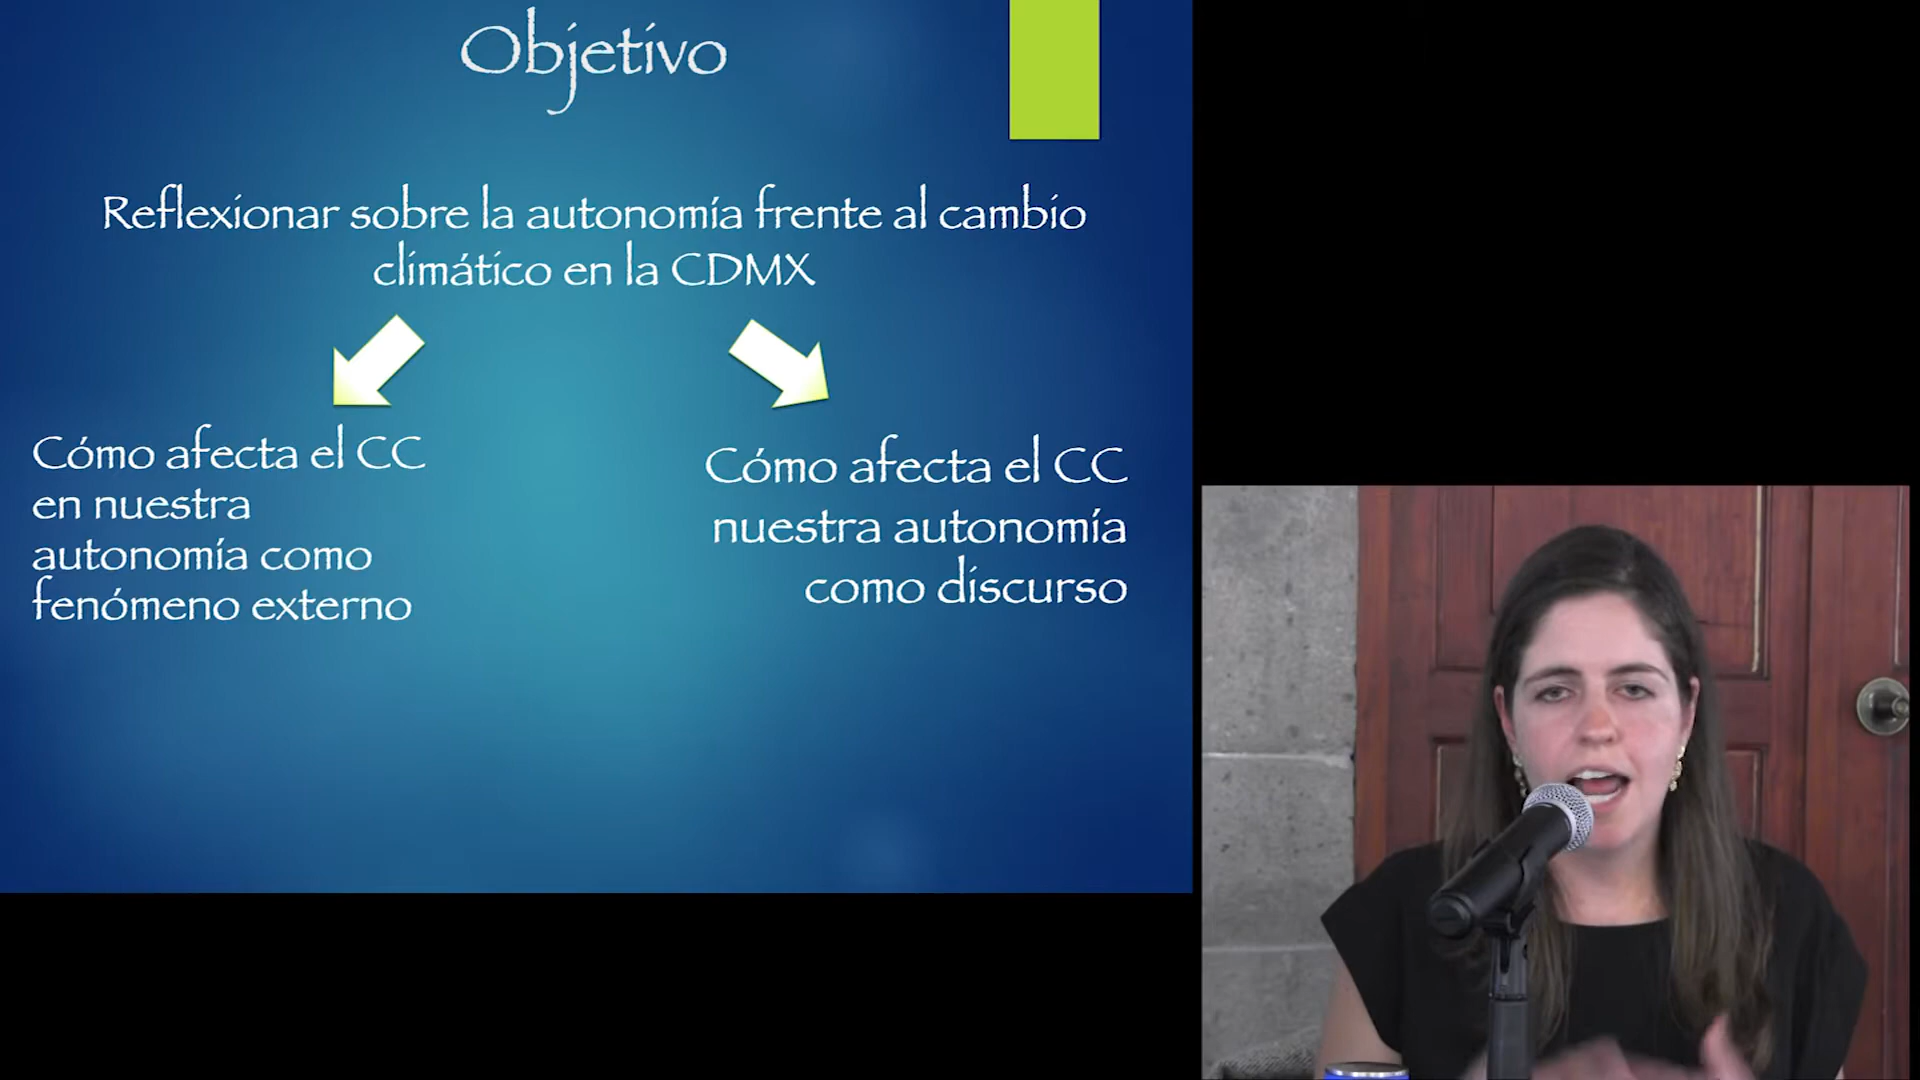 Objetivo
Reflexionar sobre la autonomía frente al cambio
climático en la CDMX
Cómo afecta el CC
en nuestra
autonomía como
fenómeno externo
Cómo afecta el CC
nuestra autonomía
como discurso